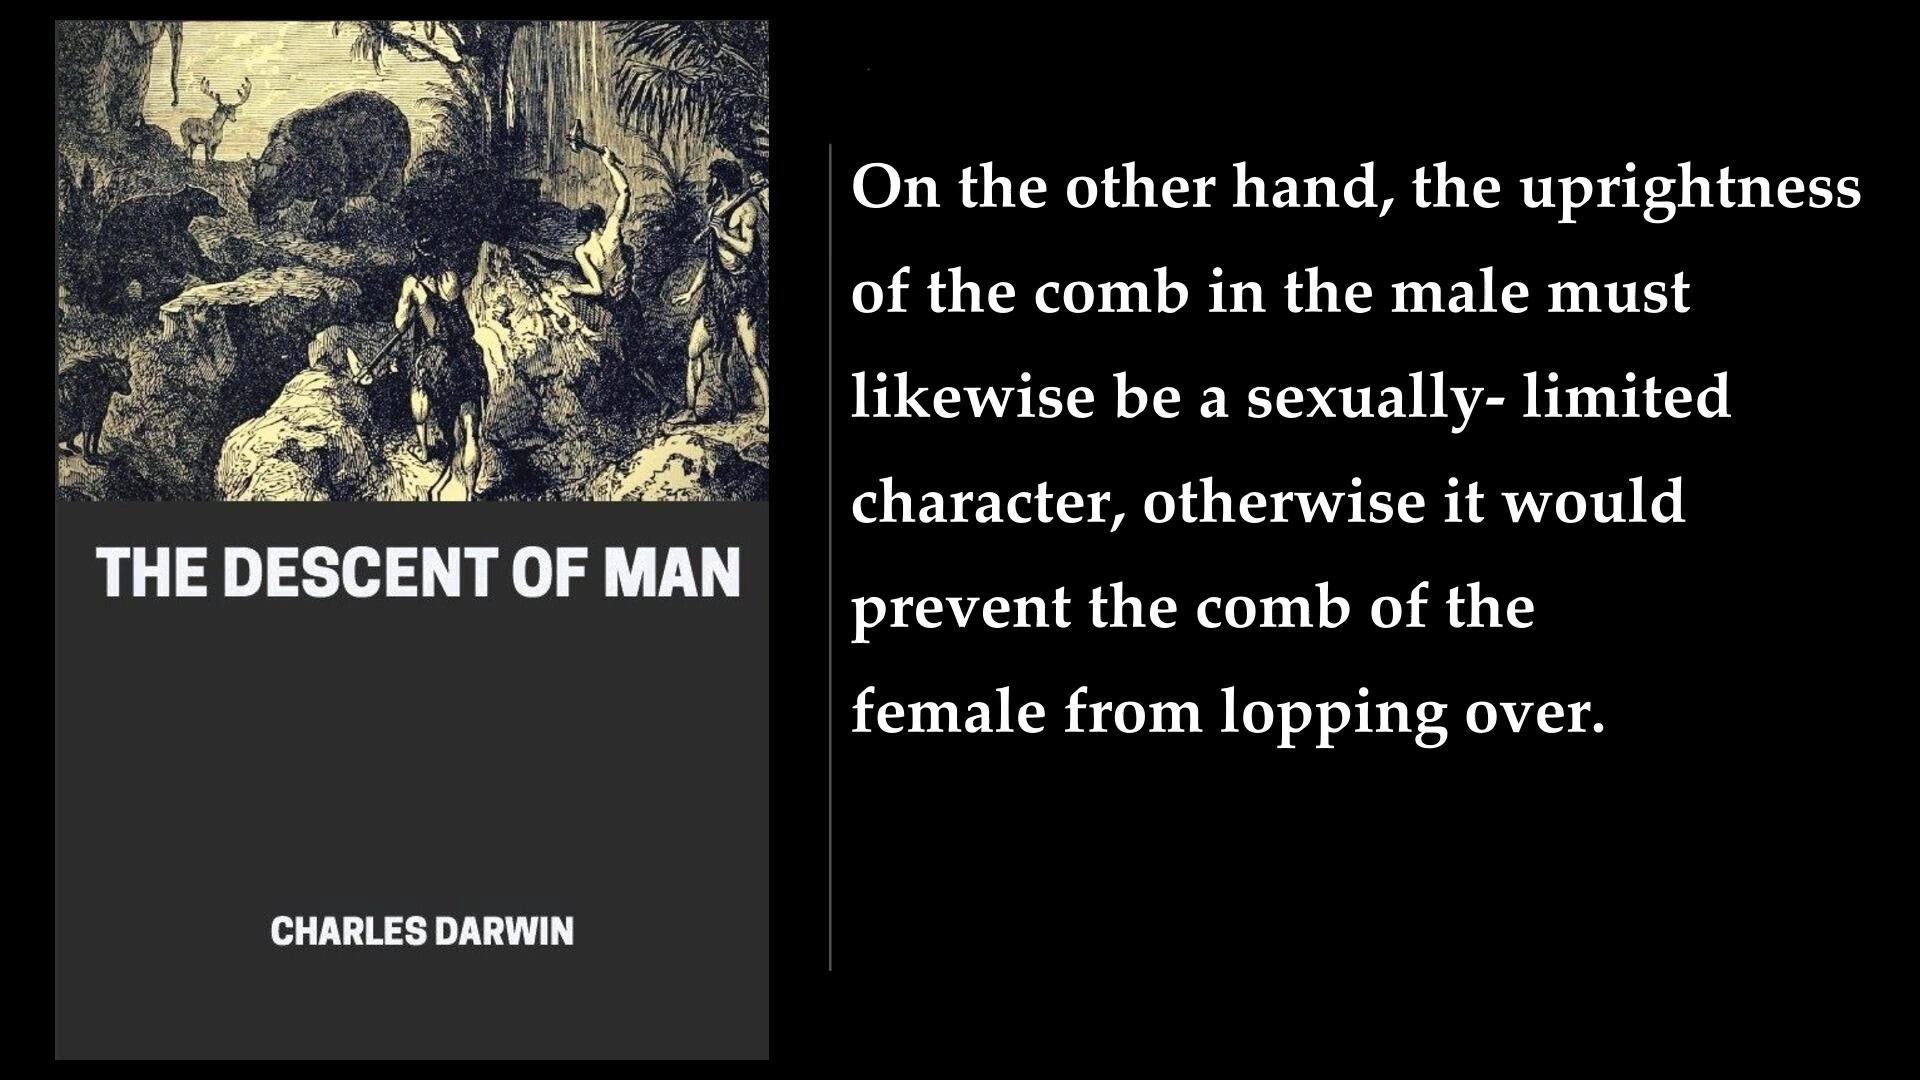 THE DESCENT OF MAN
CHARLES DARWIN
On the other hand, the uprightness
of the comb in the male must
likewise be a sexually- limited
character, otherwise it would
prevent the comb of the
female from lopping over.